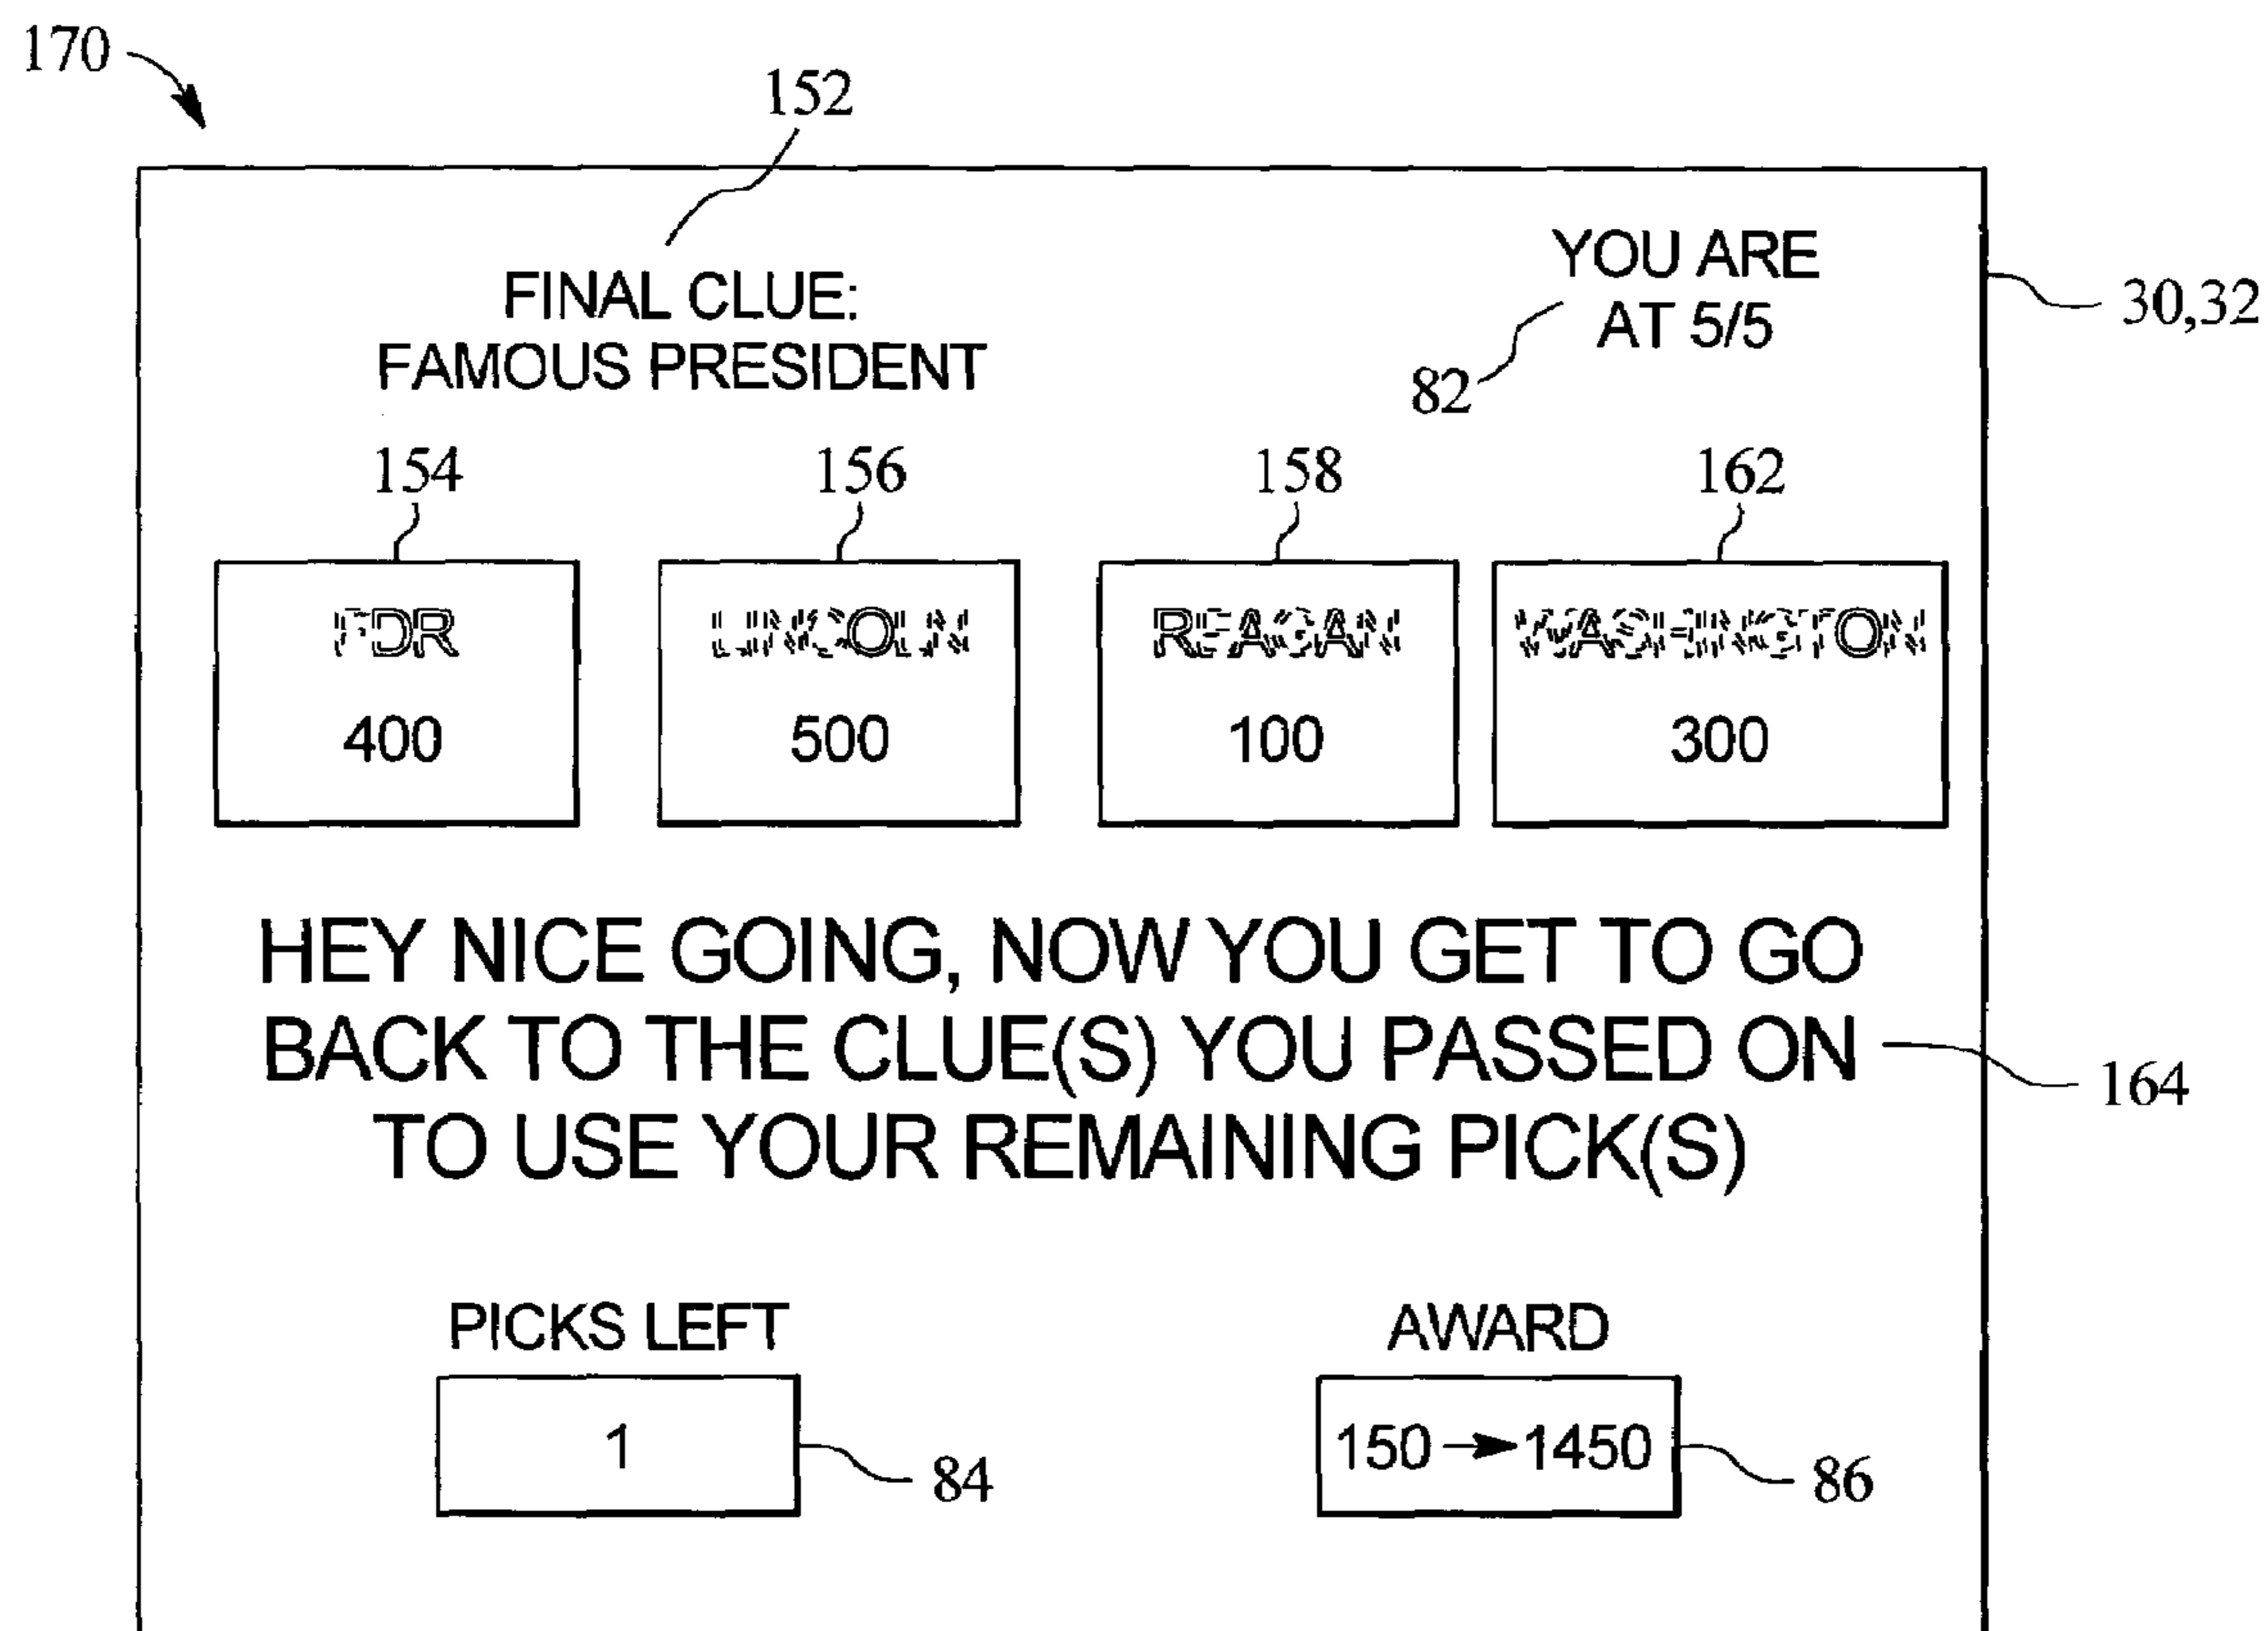 170
152
FINAL CLUE:
FAMOUS PRESIDENT
YOU ARE
AT 5/5
82
30,32
154
156
158
162
FDR
400
LINCOLN
500
REAGAN
100
WASHINGTON
300
HEY NICE GOING, NOW YOU GET TO GO
BACK TO THE CLUE(S) YOU PASSED ON
TO USE YOUR REMAINING PICK(S)
164
PICKS LEFT
1
84
AWARD
150→1450
86